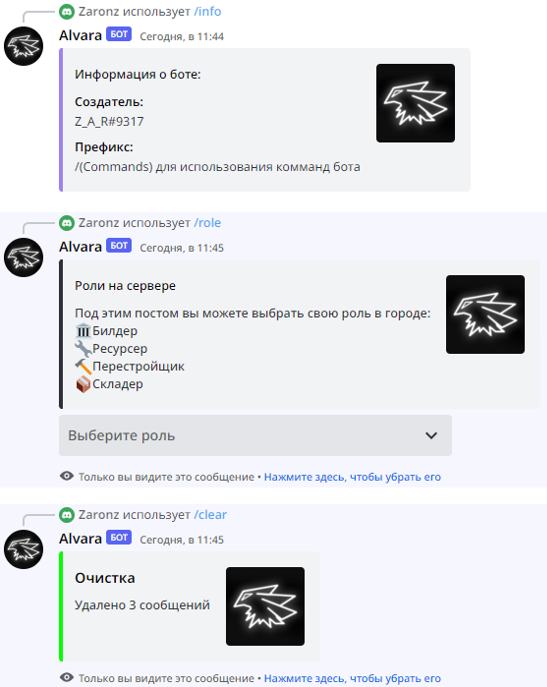 Zaronz использует /info
Alvara БОТ Сегодня, в 11:44
Информация о боте:
Создатель:
Z_A_R#9317
Префикс:
/(Commands) для использования комманд бота
Zaronz использует /role
Alvara БОТ Сегодня, в 11:45
Роли на сервере
Под этим постом вы можете выбрать свою роль в городе:
Билдер
Ресурсер
Перестройщик
Складер
Выберите роль
Только вы видите это сообщение • Нажмите здесь, чтобы убрать его
Zaronz использует /clear
Alvara БОТ Сегодня, в 11:45
Очистка
Удалено 3 сообщений
Только вы видите это сообщение • Нажмите здесь, чтобы убрать его